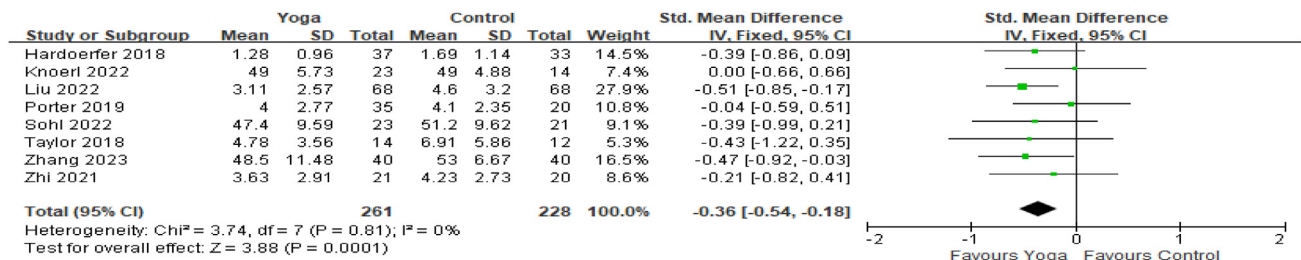 Yoga Control Std. Mean Difference Std. Mean Difference
Study or Subgroup Mean SD Total Mean SD Total Weight IV, Fixed, 95% CI IV, Fixed, 95% CI
Hardoerfer 2018 1.28 0.96 37 1.69 1.14 33 14.5% -0.39 [-0.86, 0.09]
Knoerl 2022 49 5.73 23 49 4.88 14 7.4% 0.00 [-0.66, 0.66]
Liu 2022 3.11 2.57 68 4.6 3.2 68 27.9% -0.51 [-0.85, -0.17]
Porter 2019 4 2.77 35 4.1 2.35 20 10.8% -0.04 [-0.59, 0.51]
Sohl 2022 47.4 9.59 23 51.2 9.62 21 9.1% -0.39 [-0.99, 0.21]
Taylor 2018 4.78 3.56 14 6.91 5.86 12 5.3% -0.43 [-1.22, 0.35]
Zhang 2023 48.5 11.48 40 53 6.67 40 16.5% -0.47 [-0.92, -0.03]
Zhi 2021 3.63 2.91 21 4.23 2.73 20 8.6% -0.21 [-0.82, 0.41]
Total (95% CI) 261 228 100.0% -0.36 [-0.54, -0.18]
Heterogeneity: Chi² = 3.74, df = 7 (P = 0.81); I² = 0%
Test for overall effect: Z = 3.88 (P = 0.0001)
-2 -1 0 1 2
Favours Yoga Favours Control